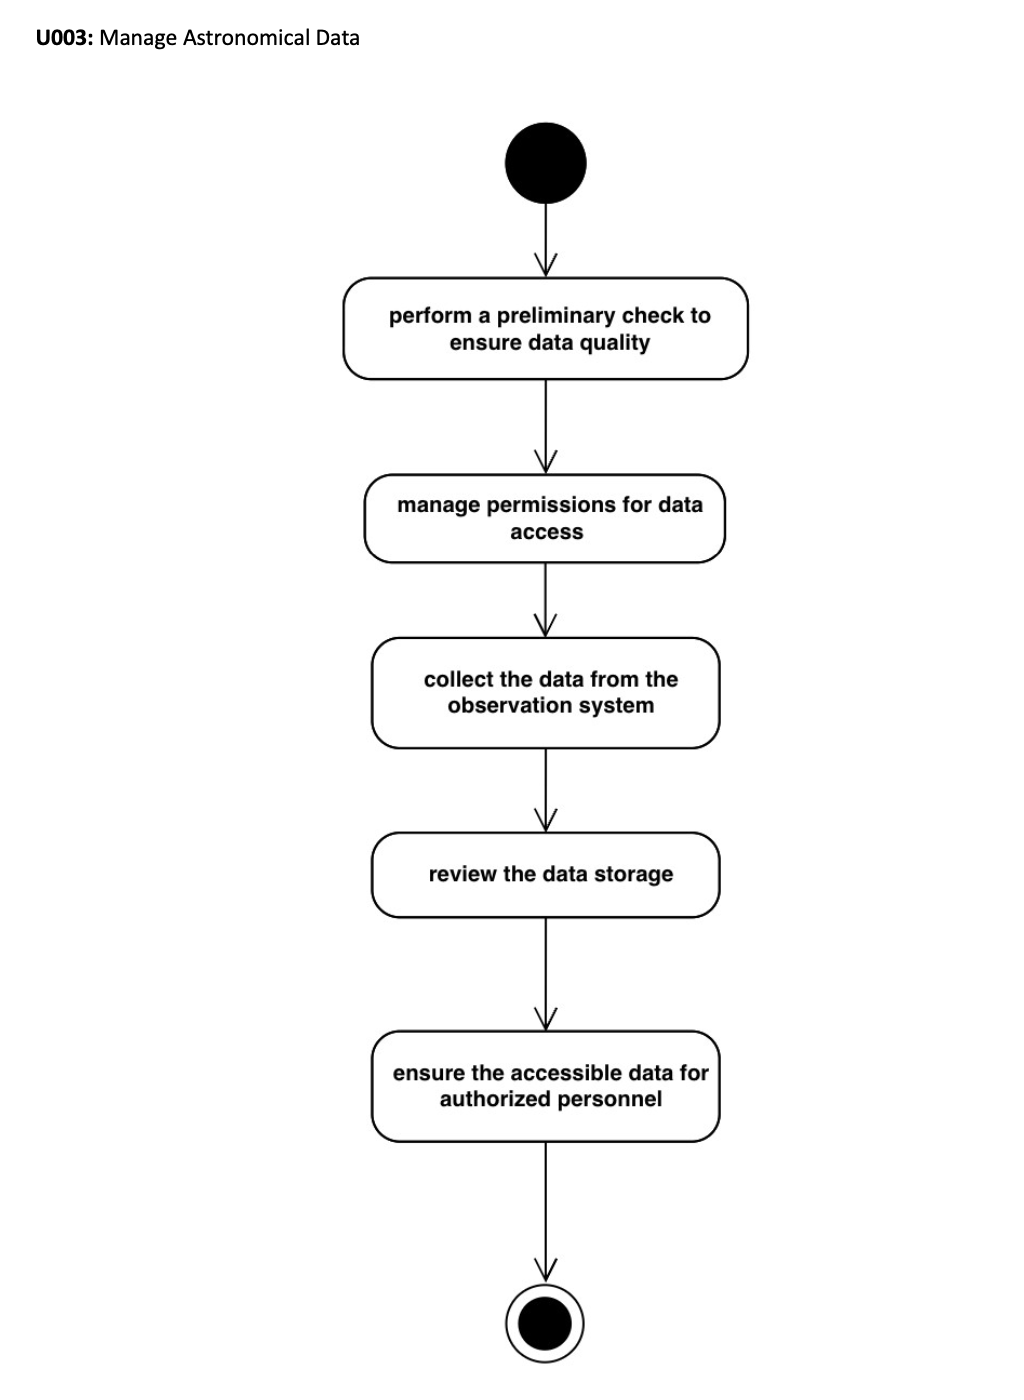 U003: Manage Astronomical Data
perform a preliminary check to
ensure data quality
manage permissions for data
access
collect the data from the
observation system
review the data storage
ensure the accessible data for
authorized personnel